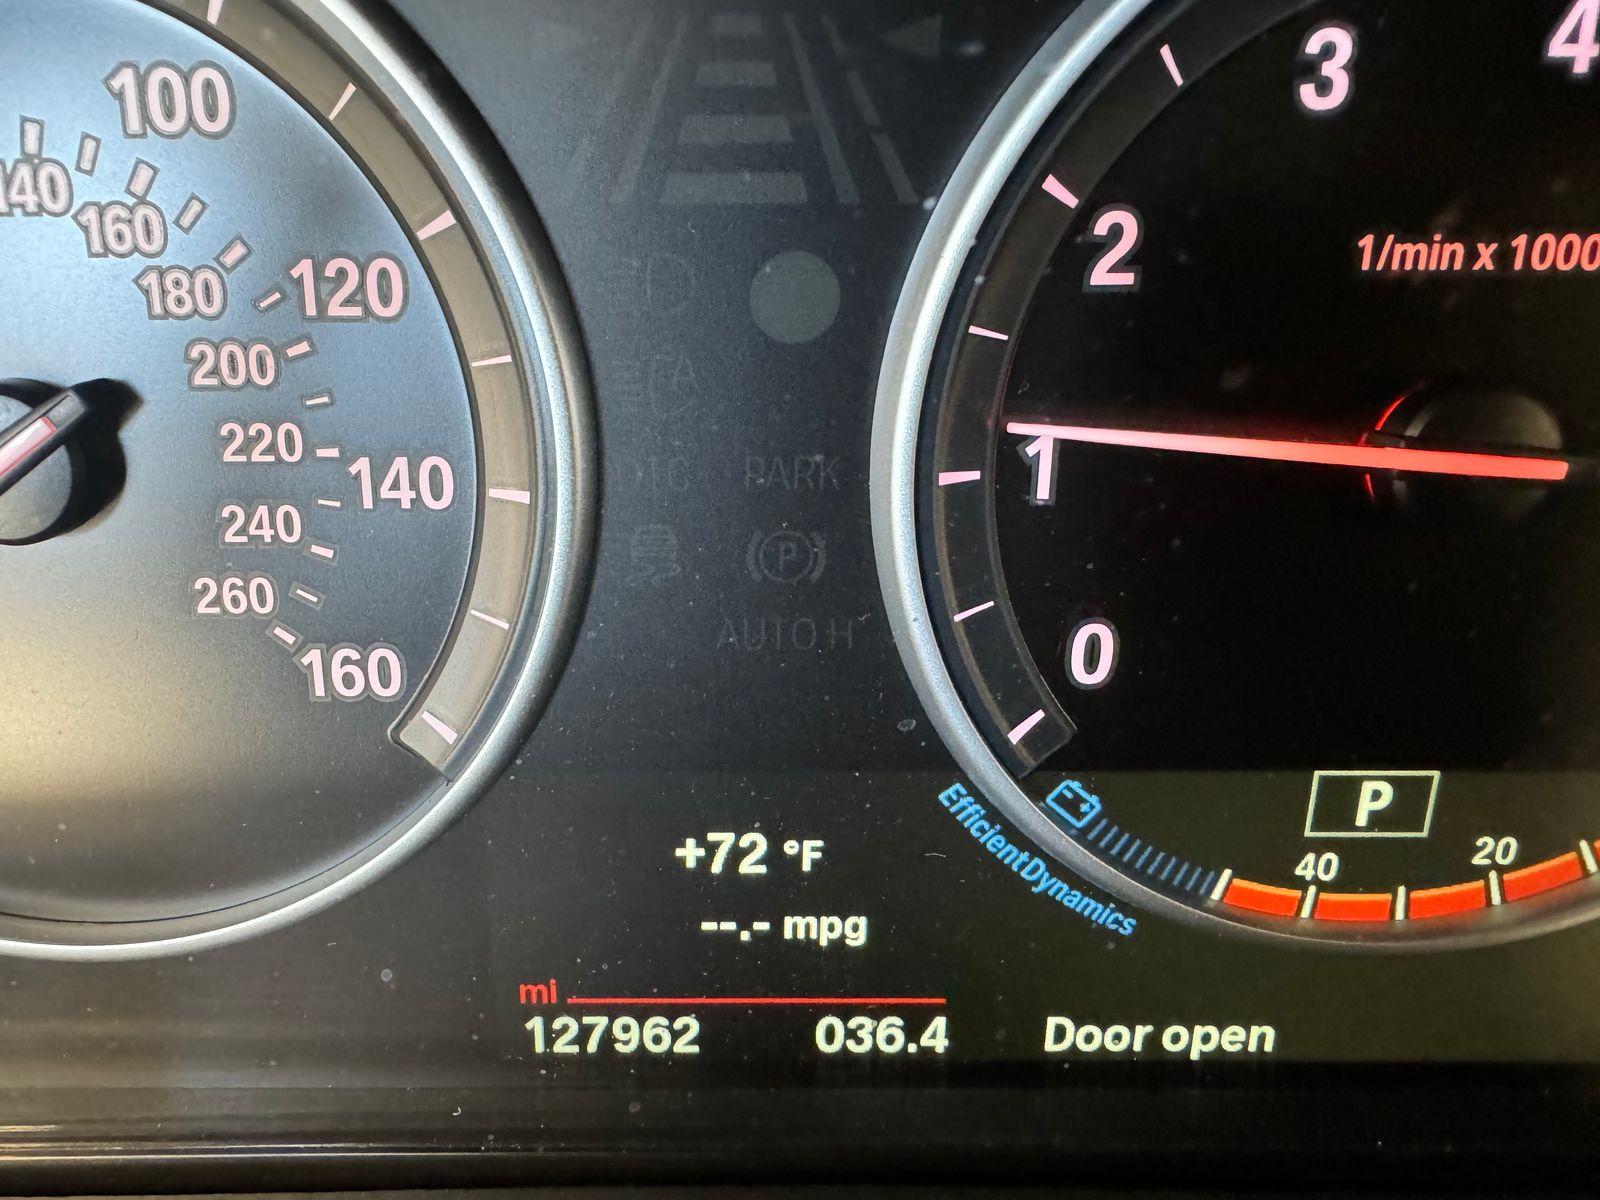 100
120
140
160
140
160
180
200
220
240
260
DTC
PARK
P
AUTO H
0
1
2
3
4
1/min x 1000
P
EfficientDynamics
40
20
+72 °F
--.- mpg
mi
127962 036.4 Door open